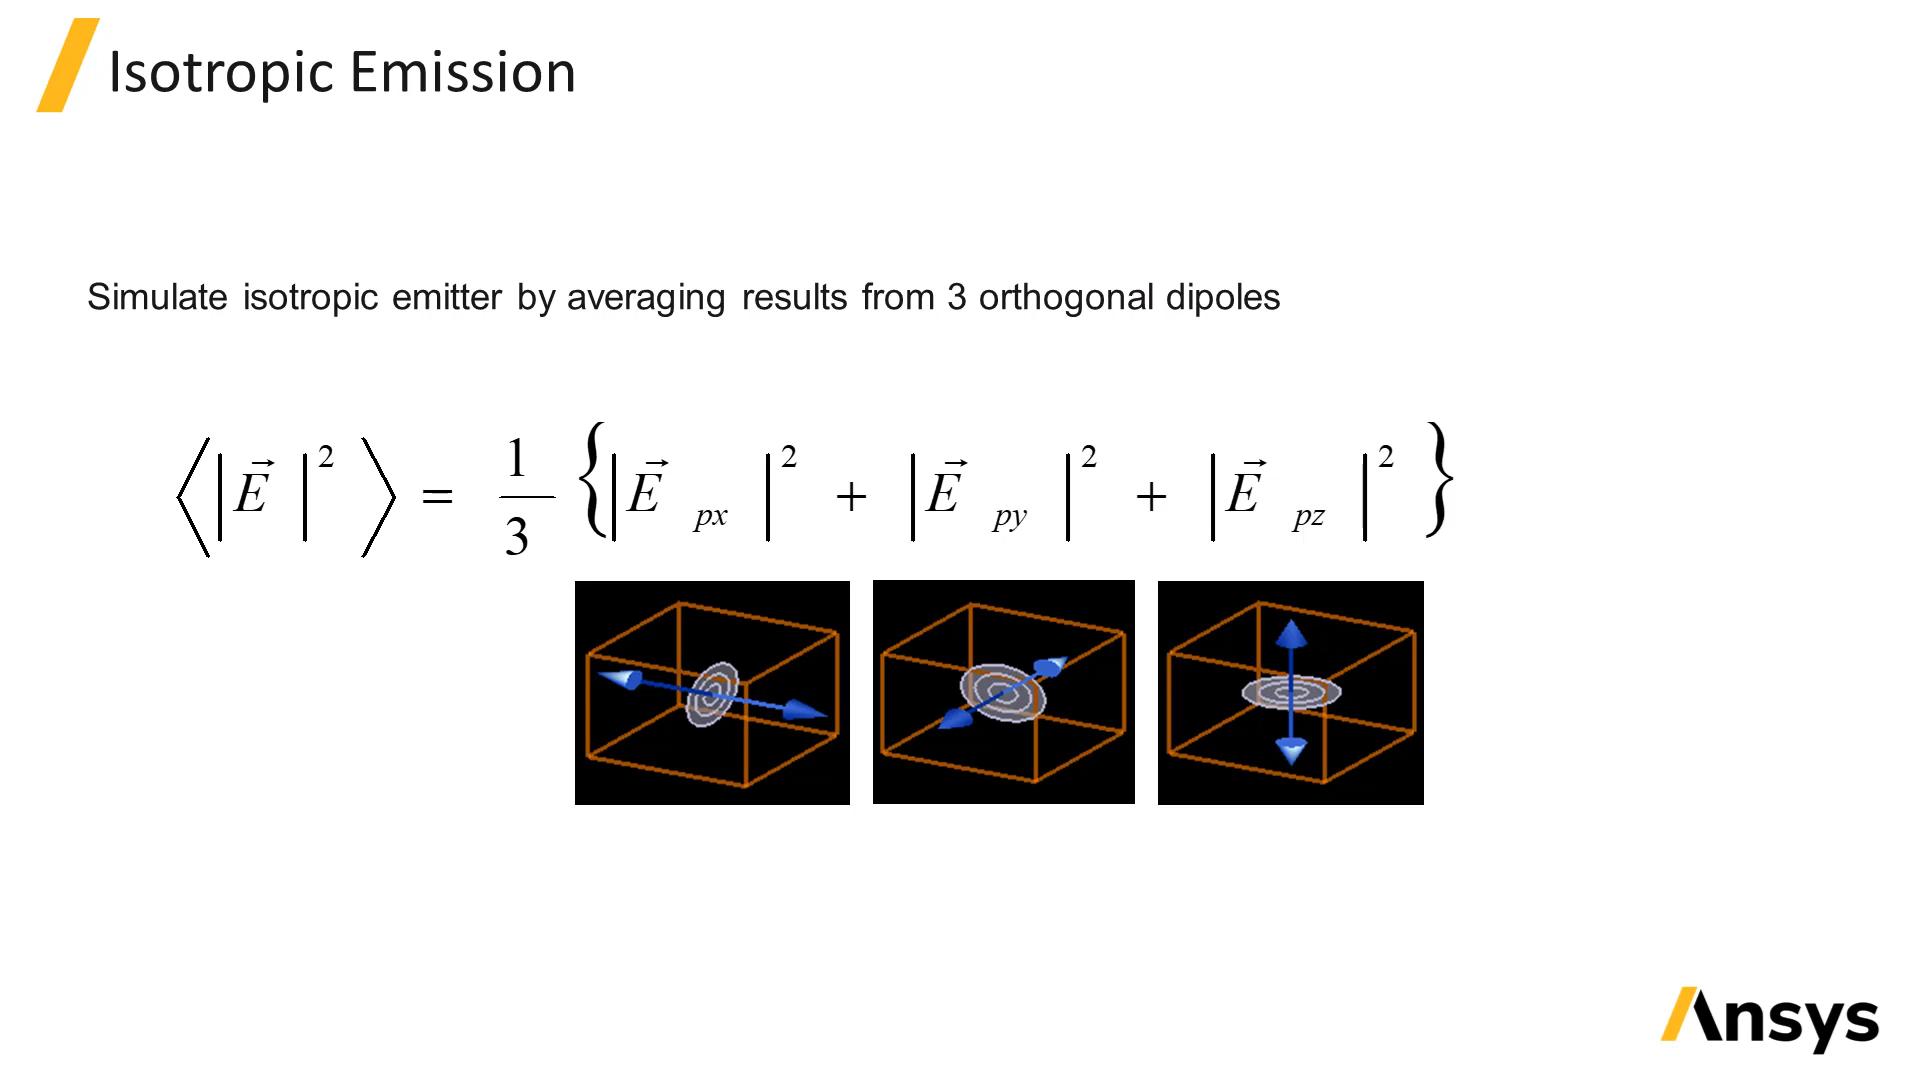 Isotropic Emission
Simulate isotropic emitter by averaging results from 3 orthogonal dipoles
⟨|E⃗|²⟩ = 1/3 {|E⃗px|² + |E⃗py|² + |E⃗pz|²}
Ansys